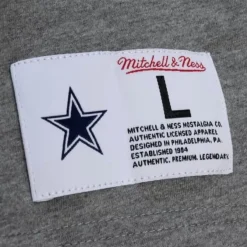 Mitchell & Ness
L
MITCHELL & NESS NOSTALGIA CO.
AUTHENTIC LICENSED APPAREL
DESIGNED IN PHILADELPHIA, PA.
ESTABLISHED 1904
AUTHENTIC. PREMIUM. LEGENDARY.